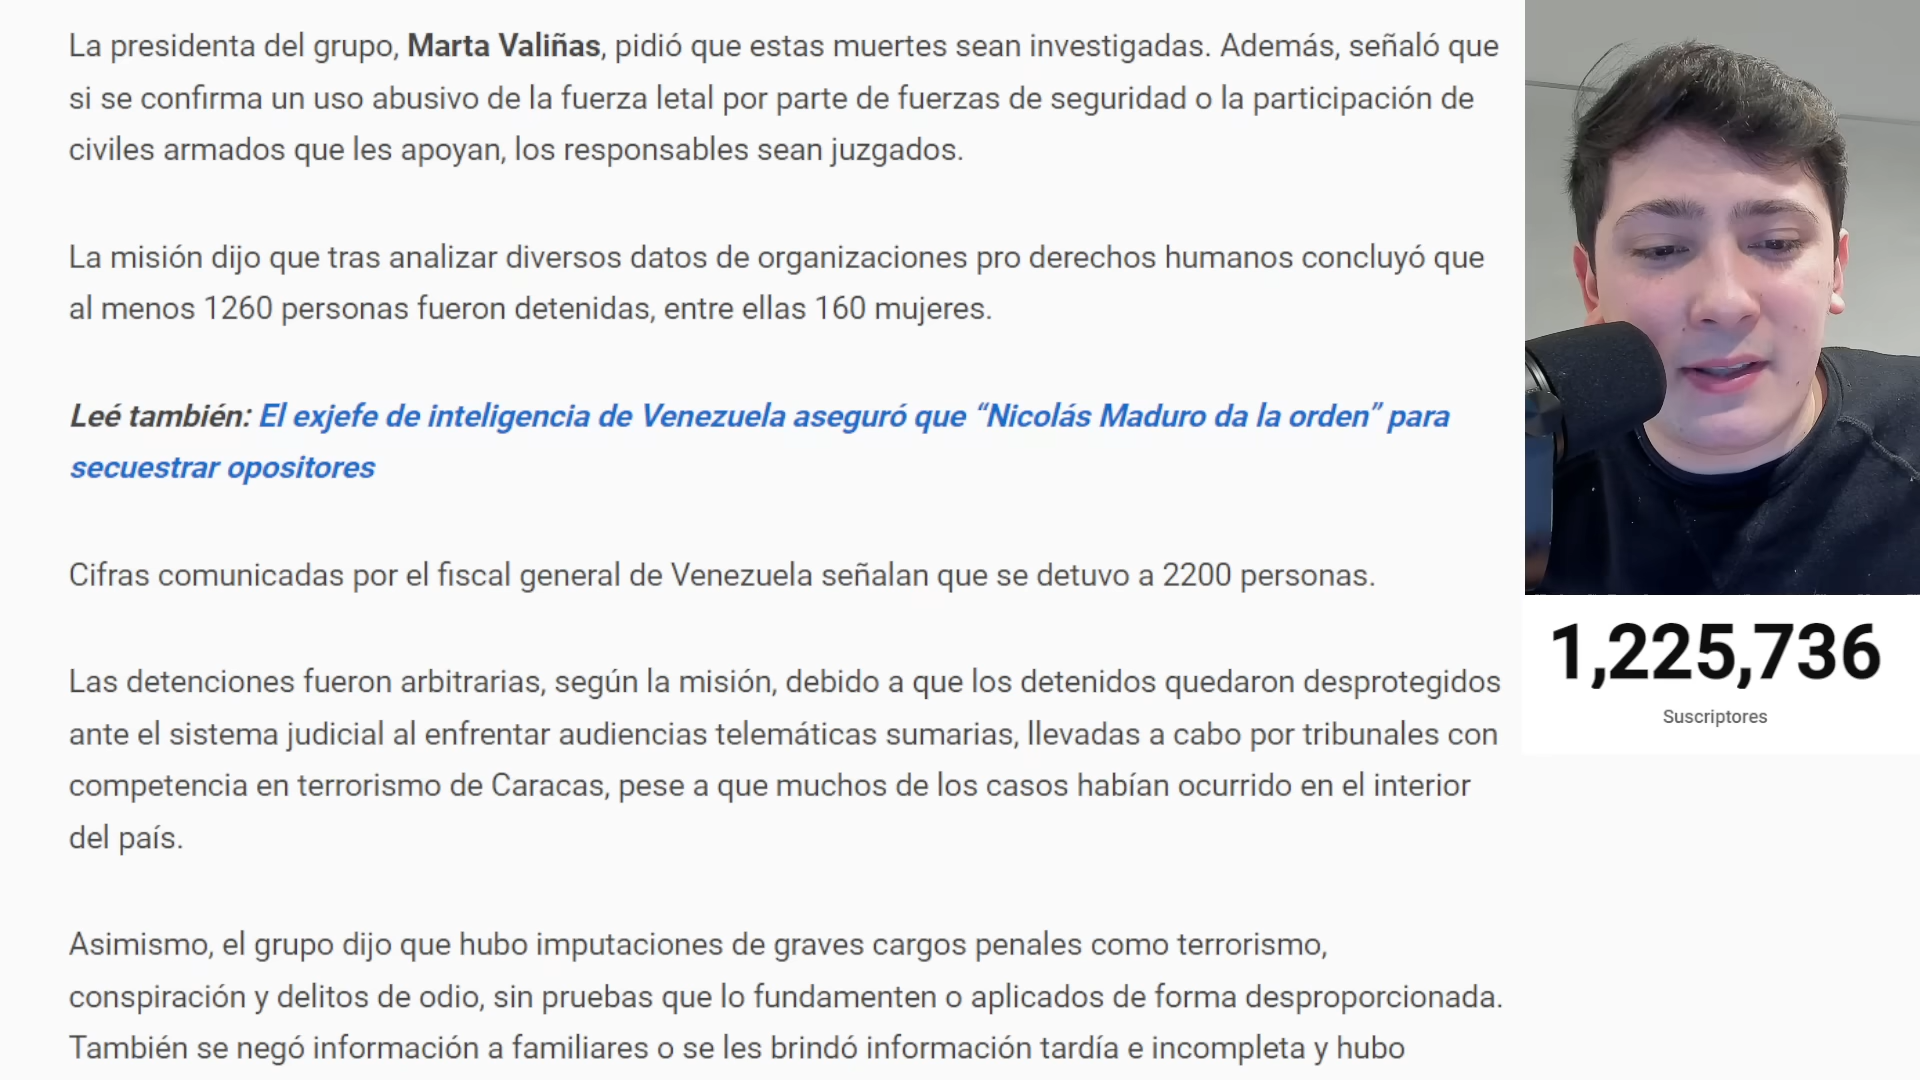 La presidenta del grupo, Marta Valiñas, pidió que estas muertes sean investigadas. Además, señaló que
si se confirma un uso abusivo de la fuerza letal por parte de fuerzas de seguridad o la participación de
civiles armados que les apoyan, los responsables sean juzgados.
La misión dijo que tras analizar diversos datos de organizaciones pro derechos humanos concluyó que
al menos 1260 personas fueron detenidas, entre ellas 160 mujeres.
Leé también: El exjefe de inteligencia de Venezuela aseguró que “Nicolás Maduro da la orden” para
secuestrar opositores
Cifras comunicadas por el fiscal general de Venezuela señalan que se detuvo a 2200 personas.
Las detenciones fueron arbitrarias, según la misión, debido a que los detenidos quedaron desprotegidos
ante el sistema judicial al enfrentar audiencias telemáticas sumarias, llevadas a cabo por tribunales con
competencia en terrorismo de Caracas, pese a que muchos de los casos habían ocurrido en el interior
del país.
Asimismo, el grupo dijo que hubo imputaciones de graves cargos penales como terrorismo,
conspiración y delitos de odio, sin pruebas que lo fundamenten o aplicados de forma desproporcionada.
También se negó información a familiares o se les brindó información tardía e incompleta y hubo
1,225,736
Suscriptores